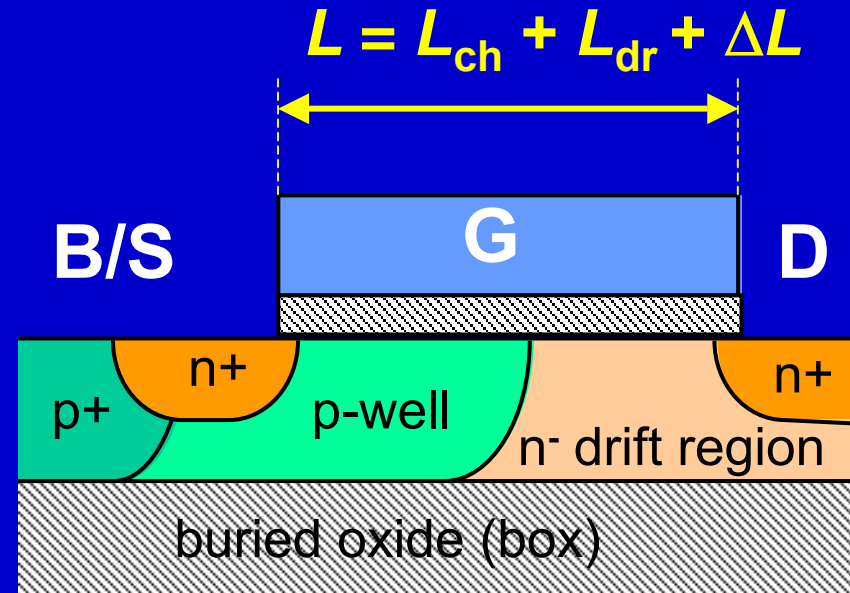 L = Lch + Ldr + ΔL
B/S
G
D
n+
n+
p+
p-well
n- drift region
buried oxide (box)